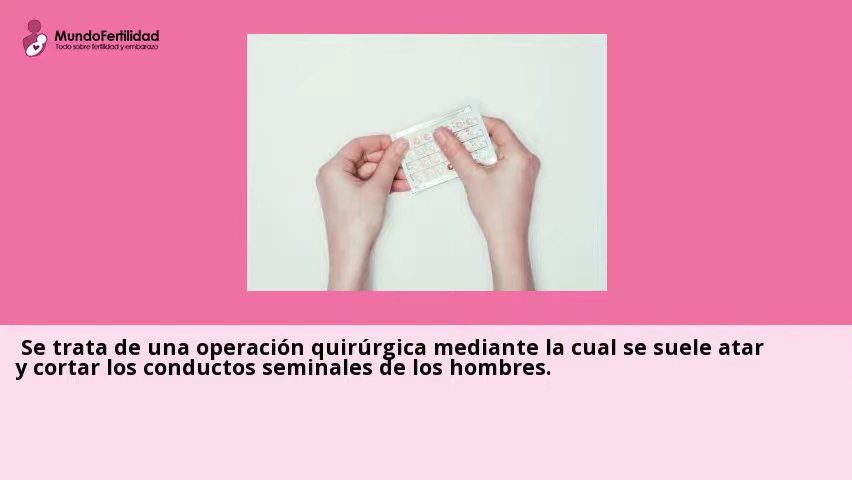 MundoFertilidad
Todo sobre fertilidad y embarazo
Se trata de una operación quirúrgica mediante la cual se suele atar
y cortar los conductos seminales de los hombres.